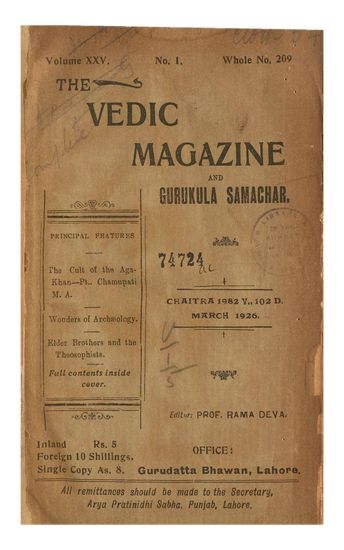 Volume XXV. No. 1. Whole No. 209
THE
VEDIC
MAGAZINE
AND
GURUKULA SAMACHAR.
PRINCIPAL FEATURES
The Cult of the Aga-
Khan—Pt. Chamupati
M. A.
Wonders of Archæology.
Elder Brothers and the
Theosophists.
Full contents inside
cover.
74724
CHAITRA 1982 V., 102 D.
MARCH 1926.
Editor: PROF. RAMA DEVA.
Inland Rs. 5
Foreign 10 Shillings.
Single Copy As. 8.
OFFICE:
Gurudatta Bhawan, Lahore.
All remittances should be made to the Secretary,
Arya Pratinidhi Sabha, Punjab, Lahore.